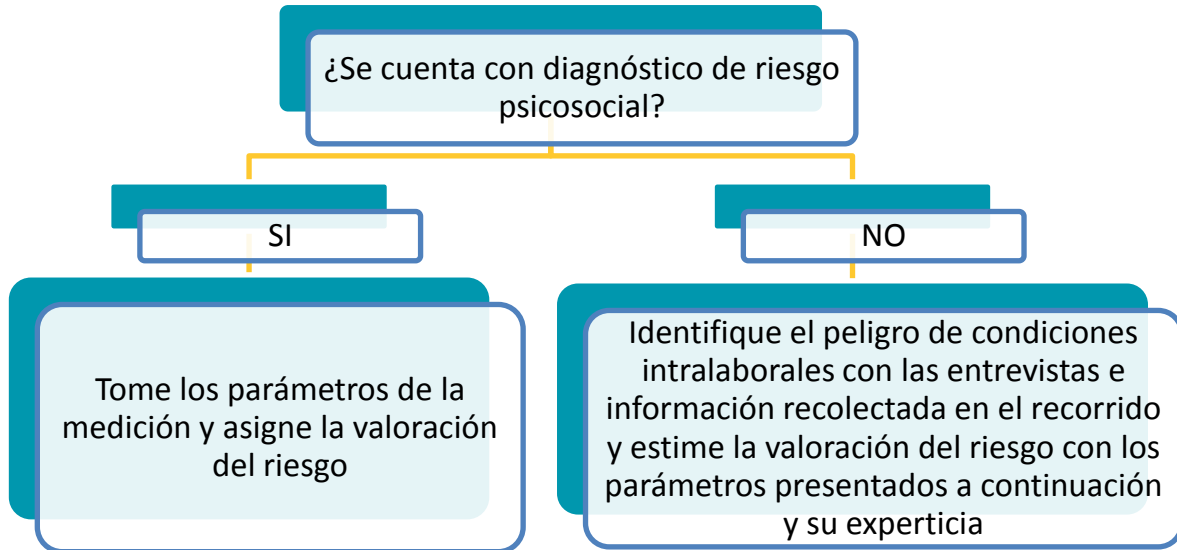 ¿Se cuenta con diagnóstico de riesgo
psicosocial?
SI
NO
Tome los parámetros de la
medición y asigne la valoración
del riesgo
Identifique el peligro de condiciones
intralaborales con las entrevistas e
información recolectada en el recorrido
y estime la valoración del riesgo con los
parámetros presentados a continuación
y su experticia